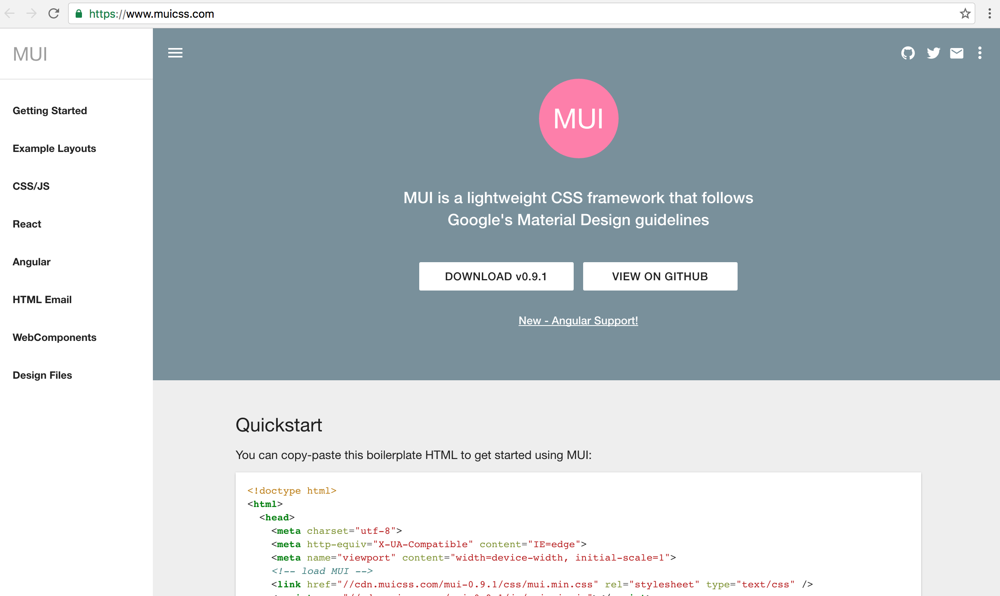 https://www.muicss.com
MUI
Getting Started
Example Layouts
CSS/JS
React
Angular
HTML Email
WebComponents
Design Files
MUI
MUI is a lightweight CSS framework that follows
Google's Material Design guidelines
DOWNLOAD v0.9.1
VIEW ON GITHUB
New - Angular Support!
Quickstart
You can copy-paste this boilerplate HTML to get started using MUI:
<!doctype html>
<html>
<head>
<meta charset="utf-8">
<meta http-equiv="X-UA-Compatible" content="IE=edge">
<meta name="viewport" content="width=device-width, initial-scale=1">
<!-- load MUI -->
<link href="//cdn.muicss.com/mui-0.9.1/css/mui.min.css" rel="stylesheet" type="text/css" />